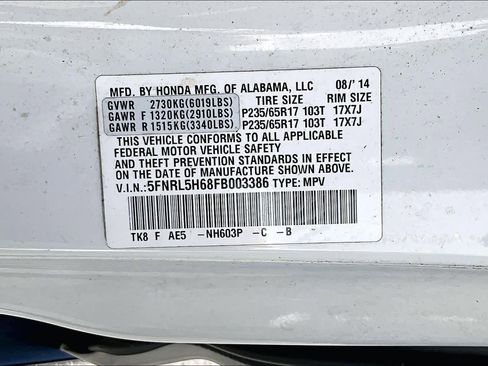 MFD. BY HONDA MFG. OF ALABAMA, LLC 08/'14
GVWR 2730KG(6019LBS) TIRE SIZE RIM SIZE
GAWR F 1320KG(2910LBS) P235/65R17 103T 17X7J
GAWR R 1515KG(3340LBS) P235/65R17 103T 17X7J
THIS VEHICLE CONFORMS TO ALL APPLICABLE
FEDERAL MOTOR VEHICLE SAFETY
AND THEFT PREVENTION STANDARDS IN EFFECT
ON THE DATE OF MANUFACTURE SHOWN ABOVE.
V.I.N.: 5FNRL5H68FB003386 TYPE: MPV
TK8 F AE5 -NH603P -C -B